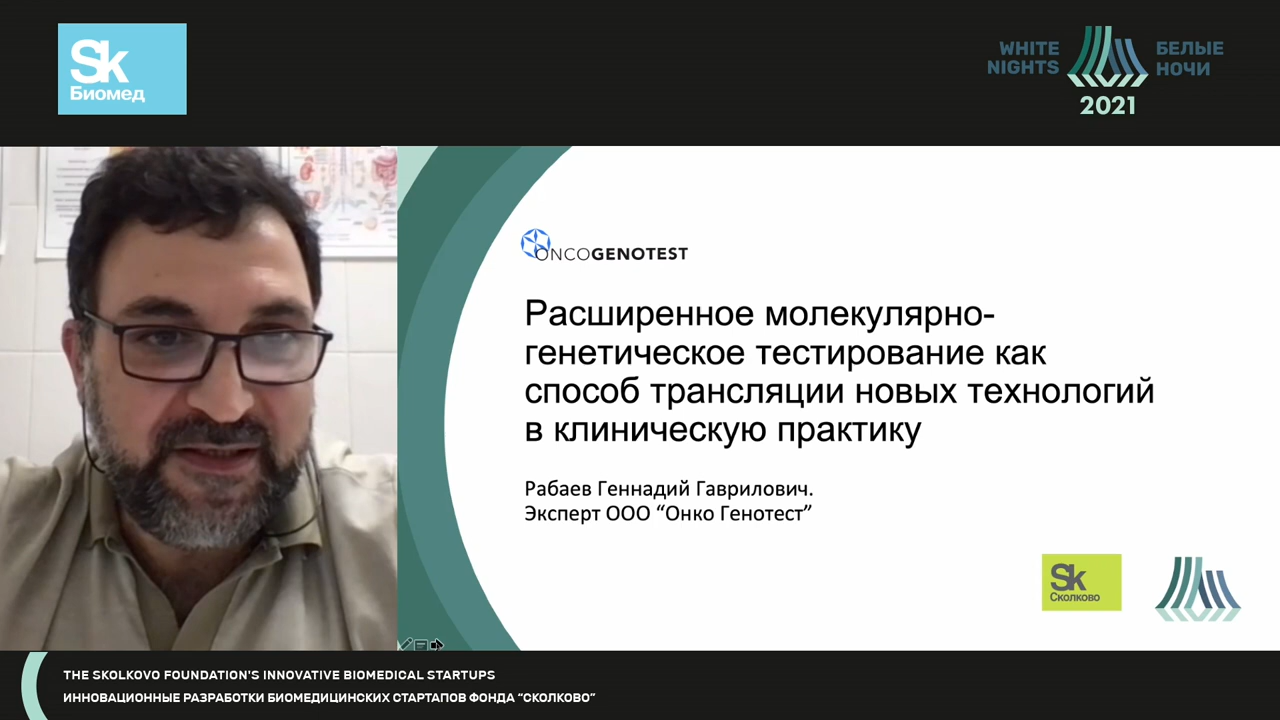 Sk
Биомед
WHITE
NIGHTS
БЕЛЫЕ
НОЧИ
2021
ONCOGENOTEST
Расширенное молекулярно-
генетическое тестирование как
способ трансляции новых технологий
в клиническую практику
Рабаев Геннадий Гаврилович.
Эксперт ООО “Онко Генотест”
Sk
Сколково
THE SKOLKOVO FOUNDATION'S INNOVATIVE BIOMEDICAL STARTUPS
ИННОВАЦИОННЫЕ РАЗРАБОТКИ БИОМЕДИЦИНСКИХ СТАРТАПОВ ФОНДА "СКОЛКОВО"